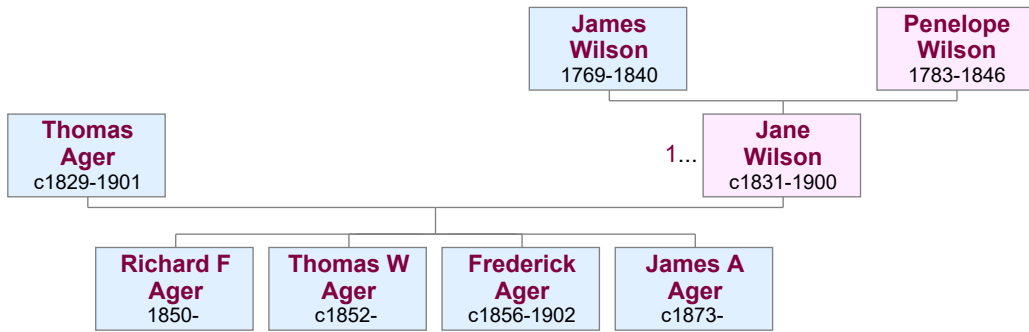 James
Wilson
1769-1840
Penelope
Wilson
1783-1846
Thomas
Ager
c1829-1901
1...
Jane
Wilson
c1831-1900
Richard F
Ager
1850-
Thomas W
Ager
c1852-
Frederick
Ager
c1856-1902
James A
Ager
c1873-